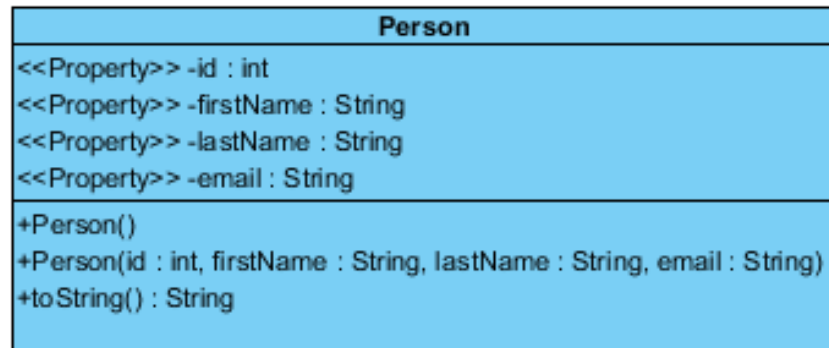 Person
<<Property>> -id : int
<<Property>> -firstName : String
<<Property>> -lastName : String
<<Property>> -email : String
+Person()
+Person(id : int, firstName : String, lastName : String, email : String)
+toString() : String